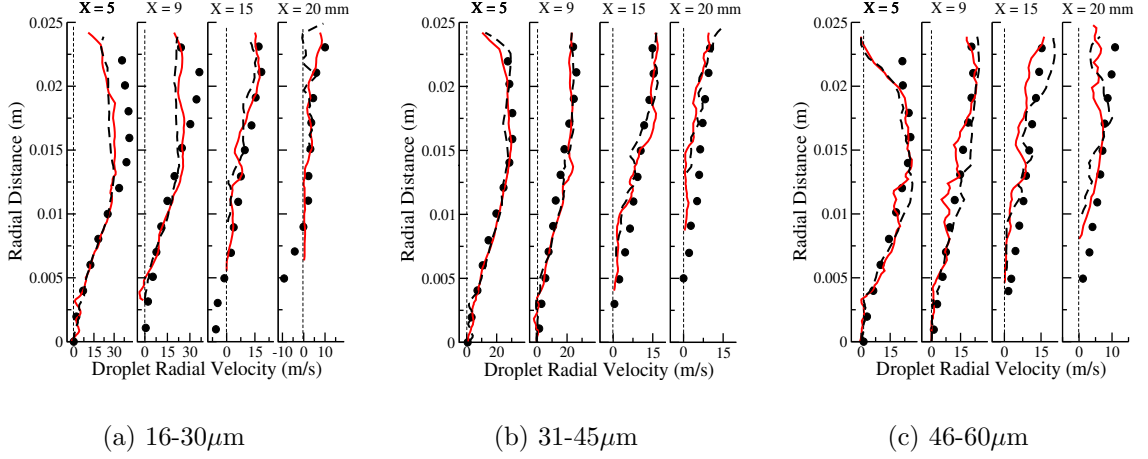 X = 5 X = 9 X = 15 X = 20 mm
0.025
0.02
0.015
0.01
0.005
0
Radial Distance (m)
0 15 30 0 30 0 15 -10 0 10
Droplet Radial Velocity (m/s)
(a) 16-30μm
X = 5 X = 9 X = 15 X = 20 mm
0.025
0.02
0.015
0.01
0.005
0
Radial Distance (m)
0 20 0 20 0 15 0 15
Droplet Radial Velocity (m/s)
(b) 31-45μm
X = 5 X = 9 X = 15 X = 20 mm
0.025
0.02
0.015
0.01
0.005
0
Radial Distance (m)
0 15 0 15 0 15 0 10
Droplet Radial Velocity (m/s)
(c) 46-60μm